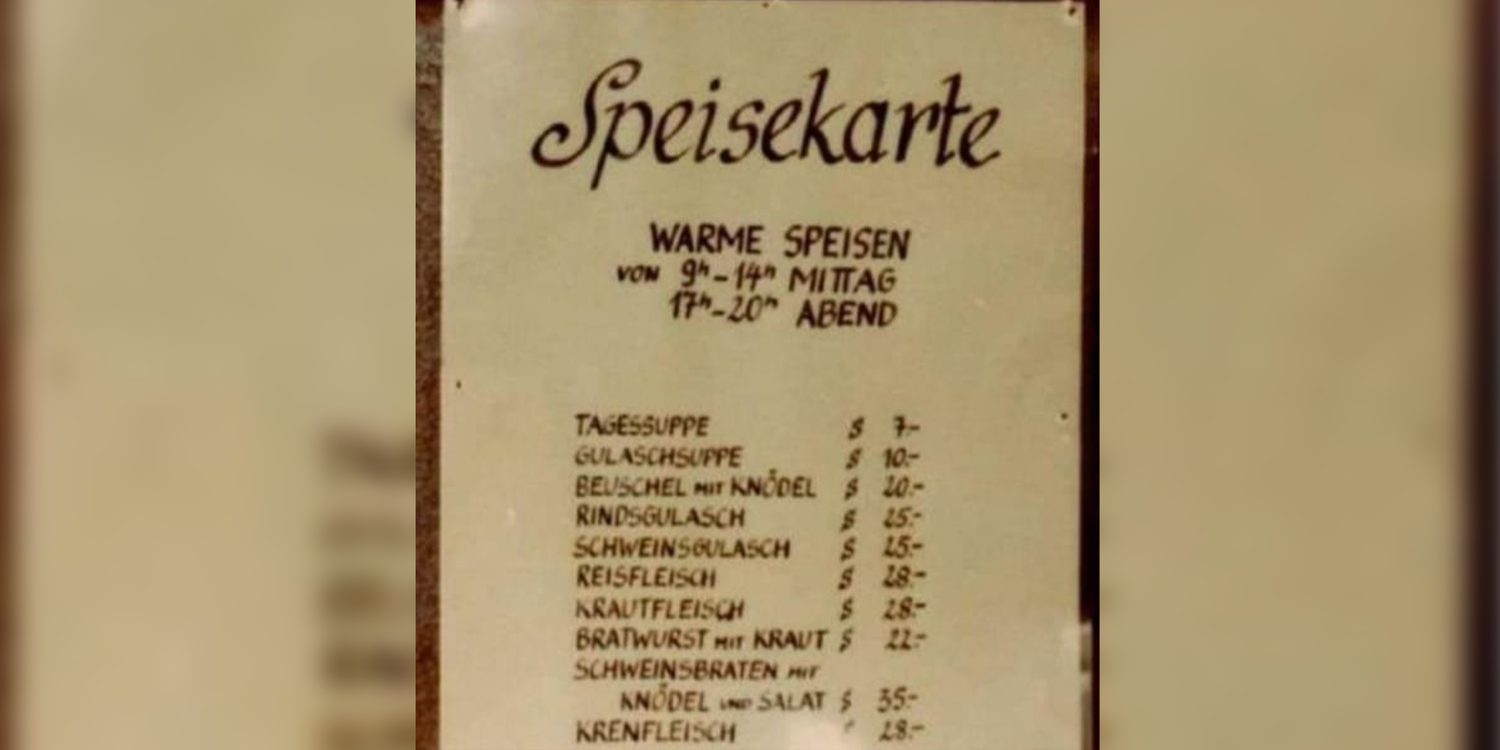 Speisekarte
WARME SPEISEN
VON 9h-14h MITTAG
17h-20h ABEND
TAGESSUPPE S 7.-
GULASCHSUPPE S 10.-
BEUSCHEL MIT KNÖDEL S 20.-
RINDSGULASCH S 25.-
SCHWEINSGULASCH S 25.-
REISFLEISCH S 28.-
KRAUTFLEISCH S 28.-
BRATWURST MIT KRAUT S 22.-
SCHWEINSBRATEN MIT
KNÖDEL UND SALAT S 35.-
KRENFLEISCH S 28.-